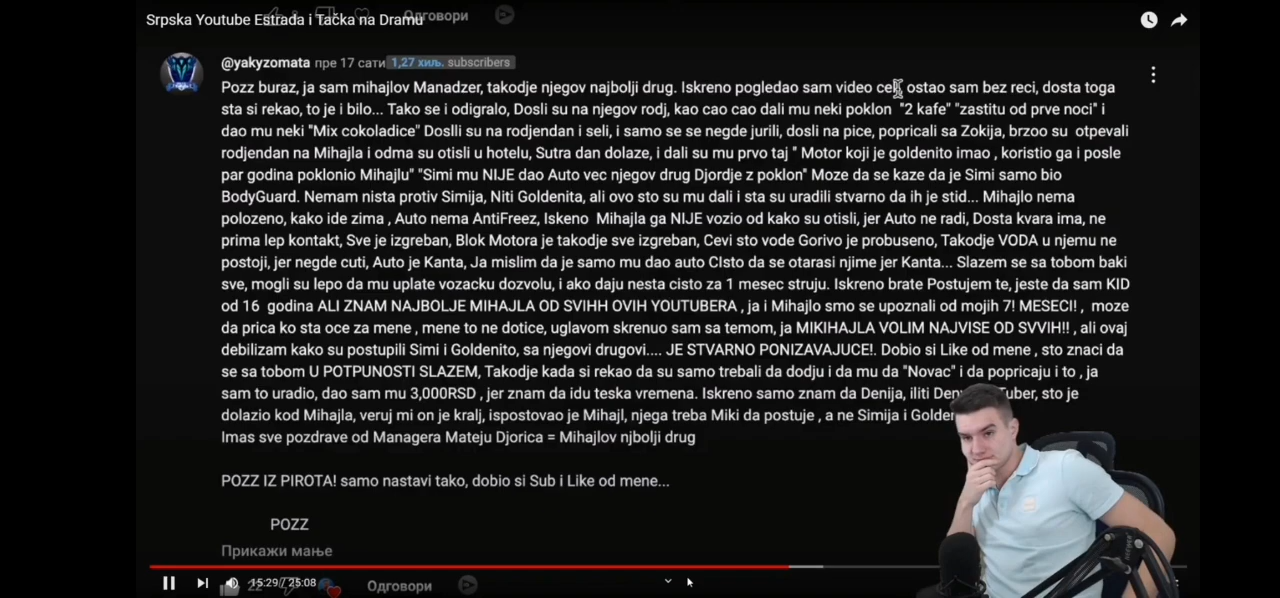 Srpska Youtube Estrada i Tačka na Dramu
Одговори
@yakyzomata пре 17 сати 1,27 хиљ. subscribers
Pozz buraz, ja sam mihajlov Manadzer, takodje njegov najbolji drug. Iskreno pogledao sam video ceo, ostao sam bez reci, dosta toga
sta si rekao, to je i bilo... Tako se i odigralo, Dosli su na njegov rodj, kao cao cao dali mu neki poklon "2 kafe" "zastitu od prve noci" i
dao mu neki "Mix cokoladice" Doslli su na rodjendan i seli, i samo se se negde jurili, dosli na pice, popricali sa Zokija, brzoo su otpevali
rodjendan na Mihajla i odma su otisli u hotelu, Sutra dan dolaze, i dali su mu prvo taj " Motor koji je goldenito imao , koristio ga i posle
par godina poklonio Mihajlu" "Simi mu NIJE dao Auto vec njegov drug Djordje z poklon" Moze da se kaze da je Simi samo bio
BodyGuard. Nemam nista protiv Simija, Niti Goldenita, ali ovo sto su mu dali i sta su uradili stvarno da ih je stid... Mihajlo nema
polozeno, kako ide zima , Auto nema AntiFreez, Iskeno Mihajla ga NIJE vozio od kako su otisli, jer Auto ne radi, Dosta kvara ima, ne
prima lep kontakt, Sve je izgreban, Blok Motora je takodje sve izgreban, Cevi sto vode Gorivo je probuseno, Takodje VODA u njemu ne
postoji, jer negde cuti, Auto je Kanta, Ja mislim da je samo mu dao auto CIsto da se otarasi njime jer Kanta... Slazem se sa tobom baki
sve, mogli su lepo da mu uplate vozacku dozvolu, i ako daju nesta cisto za 1 mesec struju. Iskreno brate Postujem te, jeste da sam KID
od 16 godina ALI ZNAM NAJBOLJE MIHAJLA OD SVIHH OVIH YOUTUBERA , ja i Mihajlo smo se upoznali od mojih 7! MESECI! , moze
da prica ko sta oce za mene , mene to ne dotice, uglavom skrenuo sam sa temom, ja MIKIHAJLA VOLIM NAJVISE OD SVVIH!! , ali ovaj
debilizam kako su postupili Simi i Goldenito, sa njegovi drugovi.... JE STVARNO PONIZAVAJUCE!. Dobio si Like od mene , sto znaci da
se sa tobom U POTPUNOSTI SLAZEM, Takodje kada si rekao da su samo trebali da dodju i da mu da "Novac" i da popricaju i to , ja
sam to uradio, dao sam mu 3,000RSD , jer znam da idu teska vremena. Iskreno samo znam da Denija, iliti Tuber, sto je
dolazio kod Mihajla, veruj mi on je kralj, ispostovao je Mihajl, njega treba Miki da postuje , a ne Simija i
Imas sve pozdrave od Managera Mateju Djorica = Mihajlov njbolji drug
POZZ IZ PIROTA! samo nastavi tako, dobio si Sub i Like od mene...
POZZ
Прикажи мање
15:29 / 25:08
22
Одговори